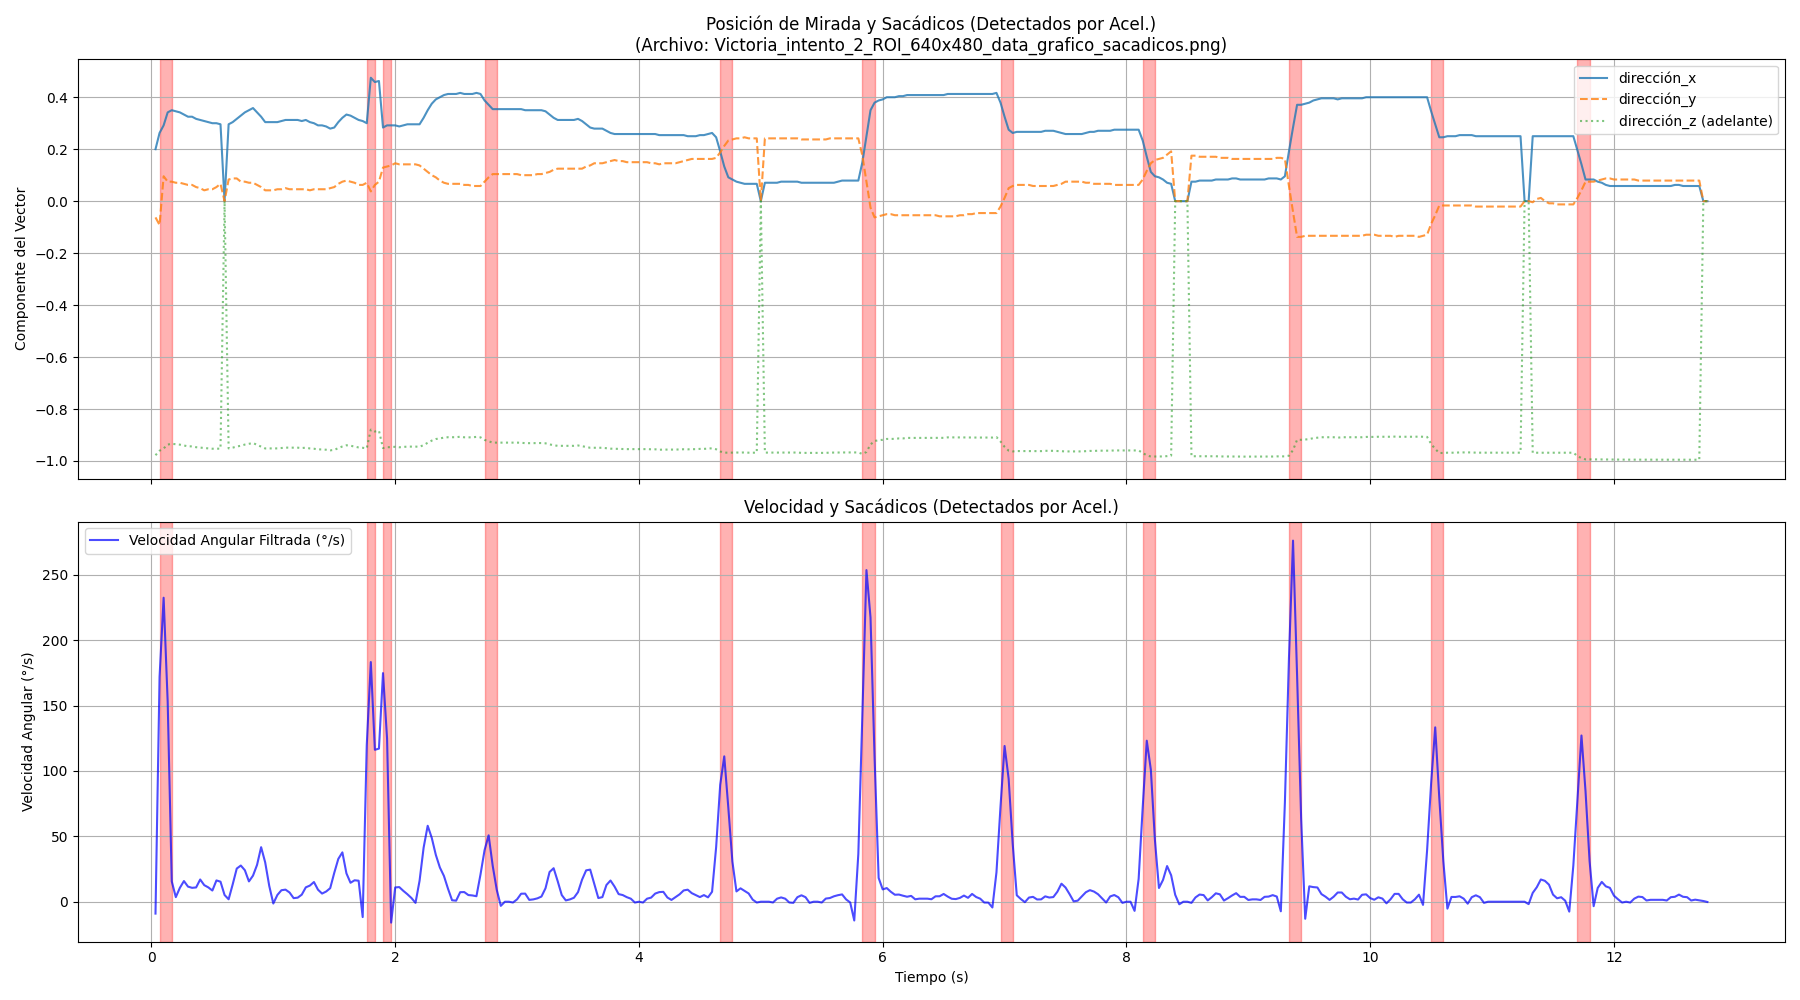 Posición de Mirada y Sacádicos (Detectados por Acel.)
(Archivo: Victoria_intento_2_ROI_640x480_data_grafico_sacadicos.png)
dirección_x
dirección_y
dirección_z (adelante)
Componente del Vector
0.4
0.2
0.0
−0.2
−0.4
−0.6
−0.8
−1.0
Velocidad y Sacádicos (Detectados por Acel.)
Velocidad Angular Filtrada (°/s)
Velocidad Angular (°/s)
250
200
150
100
50
0
0 2 4 6 8 10 12
Tiempo (s)